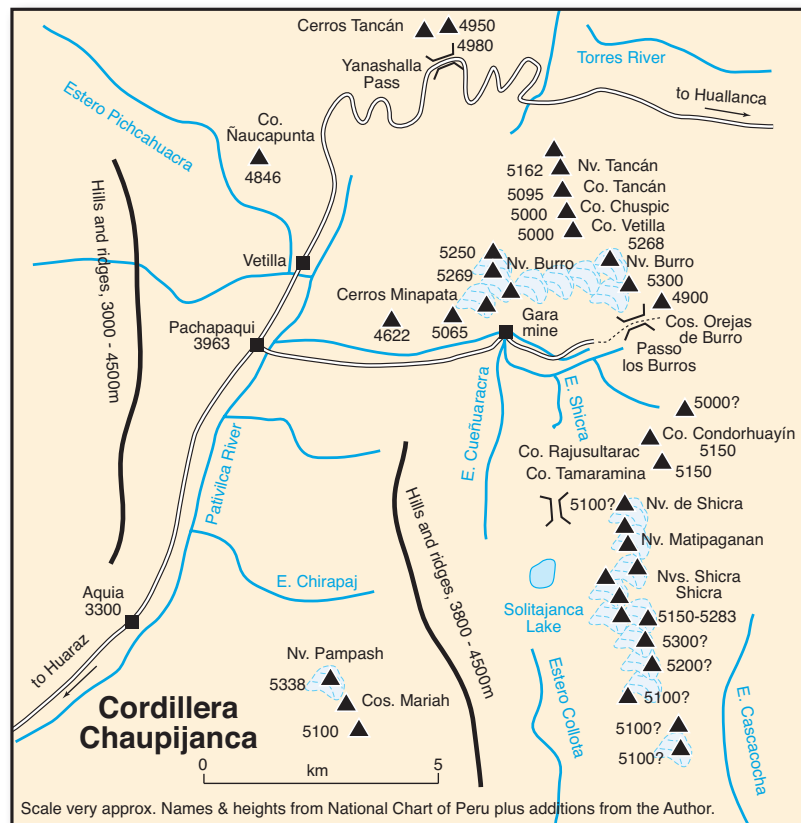 Cerros Tancán
4950
4980
Yanashalla
Pass
Torres River
to Huallanca
Estero Pichcahuacra
Co.
Ñaucapunta
4846
Hills and ridges, 3000 - 4500m
5162
Nv. Tancán
5095
Co. Tancán
5000
Co. Chuspic
5000
Co. Vetilla
5268
Vetilla
5250
5269
Nv. Burro
Nv. Burro
5300
4900
Cerros Minapata
4622
5065
Gara
mine
Cos. Orejas
de Burro
Passo
los Burros
Pachapaqui
3963
E. Cueñuaracra
E. Shicra
5000?
Co. Condorhuayín
5150
Co. Rajusultarac
Co. Tamaramina
5150
Pativilca River
5100?
Nv. de Shicra
Nv. Matipaganan
Hills and ridges, 3800 - 4500m
E. Chirapaj
Nvs. Shicra
Shicra
Solitajanca
Lake
5150-5283
Aquia
3300
5300?
to Huaraz
5200?
Estero Collota
E. Cascacocha
Nv. Pampash
5338
Cos. Mariah
5100
5100?
5100?
5100?
Cordillera
Chaupijanca
0
5
km
Scale very approx. Names & heights from National Chart of Peru plus additions from the Author.